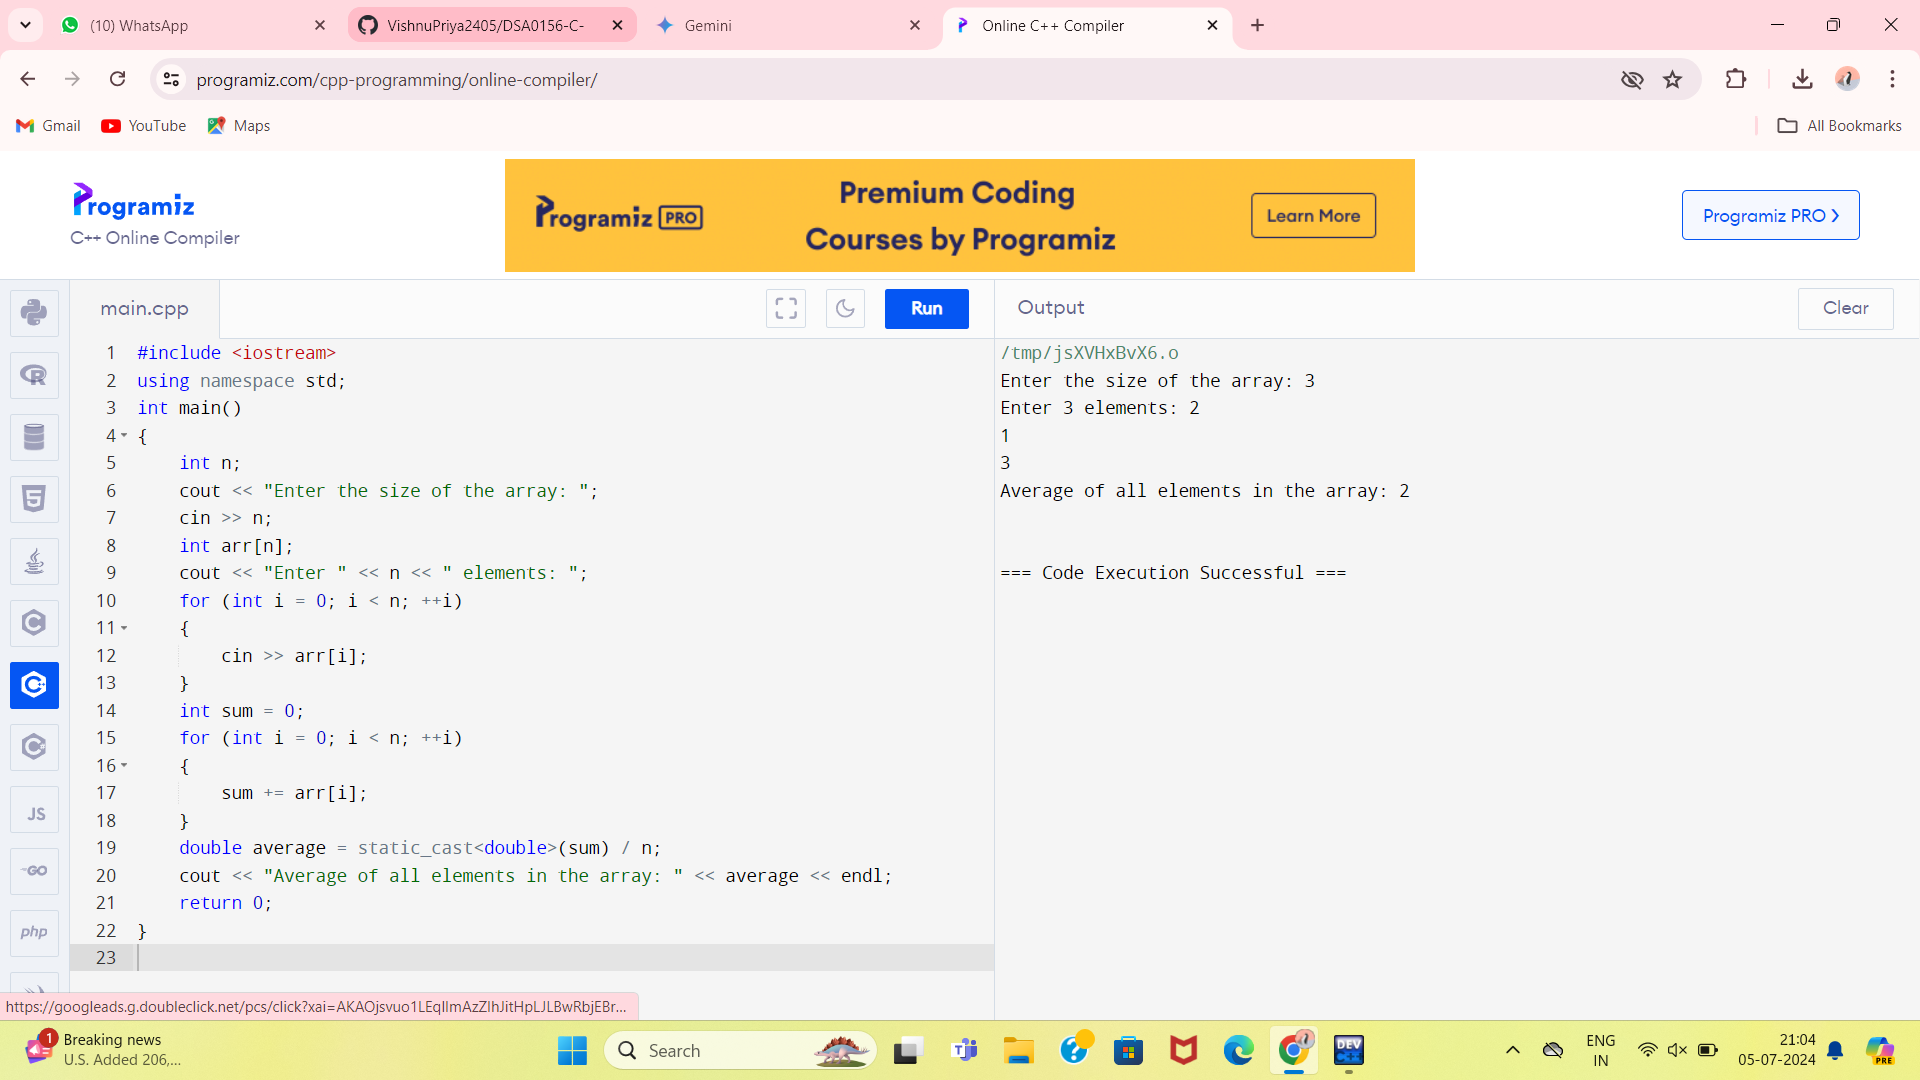 (10) WhatsApp
VishnuPriya2405/DSA0156-C-
Gemini
Online C++ Compiler
programiz.com/cpp-programming/online-compiler/
Gmail
YouTube
Maps
All Bookmarks
Programiz
C++ Online Compiler
Programiz PRO
Premium Coding
Courses by Programiz
Learn More
Programiz PRO
main.cpp
Run
Output
Clear
1 #include <iostream>
2 using namespace std;
3 int main()
4 {
5 int n;
6 cout << "Enter the size of the array: ";
7 cin >> n;
8 int arr[n];
9 cout << "Enter " << n << " elements: ";
10 for (int i = 0; i < n; ++i)
11 {
12 cin >> arr[i];
13 }
14 int sum = 0;
15 for (int i = 0; i < n; ++i)
16 {
17 sum += arr[i];
18 }
19 double average = static_cast<double>(sum) / n;
20 cout << "Average of all elements in the array: " << average << endl;
21 return 0;
22 }
23
/tmp/jsXVHxBvX6.o
Enter the size of the array: 3
Enter 3 elements: 2
1
3
Average of all elements in the array: 2
=== Code Execution Successful ===
R
5
C
C
C
JS
GO
php
1
Breaking news
U.S. Added 206,...
Search
DEV
ENG
IN
21:04
05-07-2024
PRE